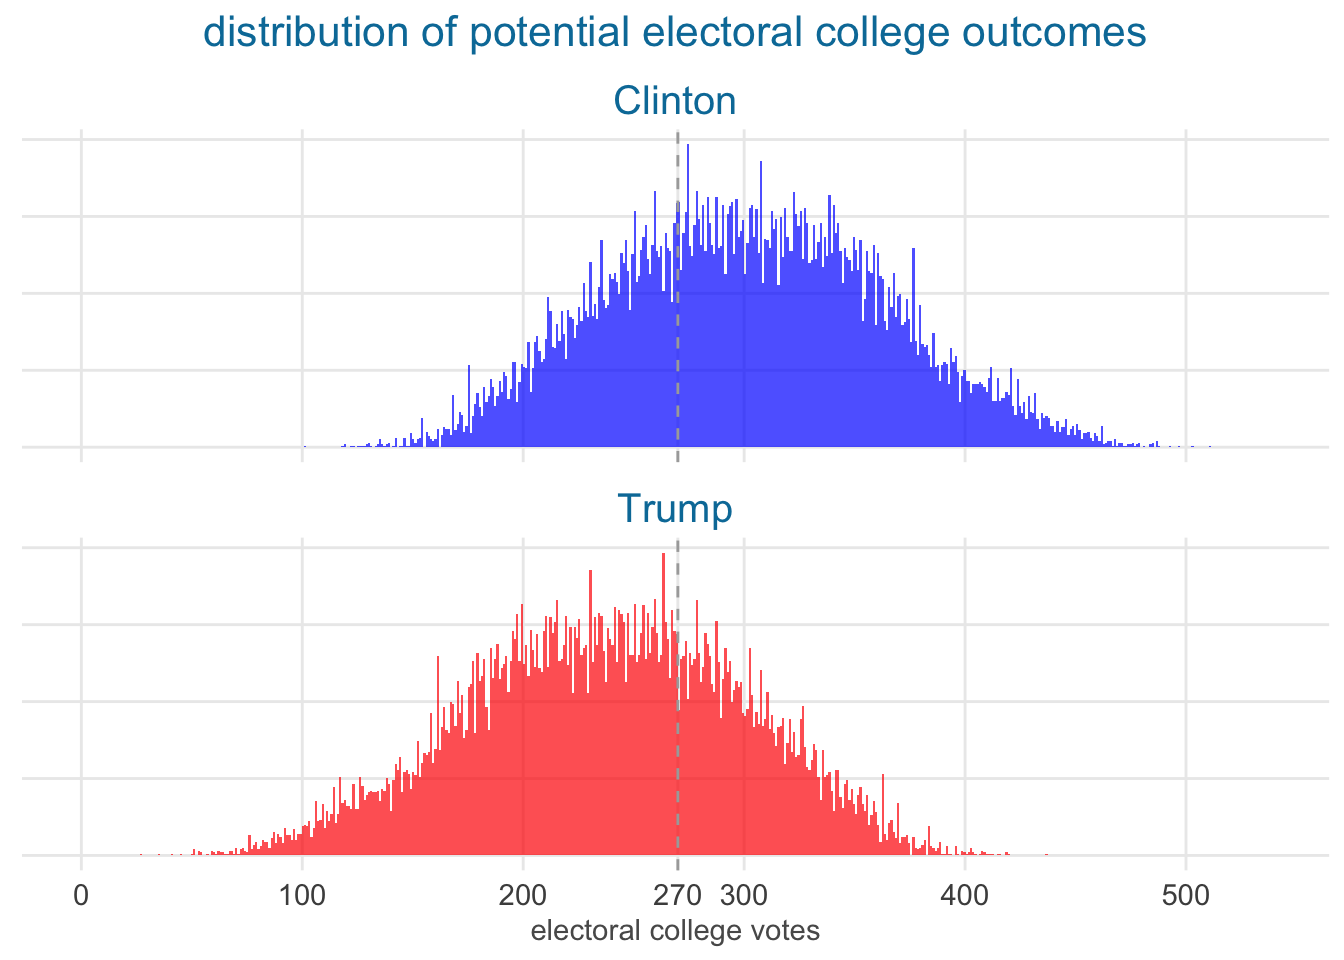 distribution of potential electoral college outcomes
Clinton
Trump
0 100 200 270 300 400 500
electoral college votes